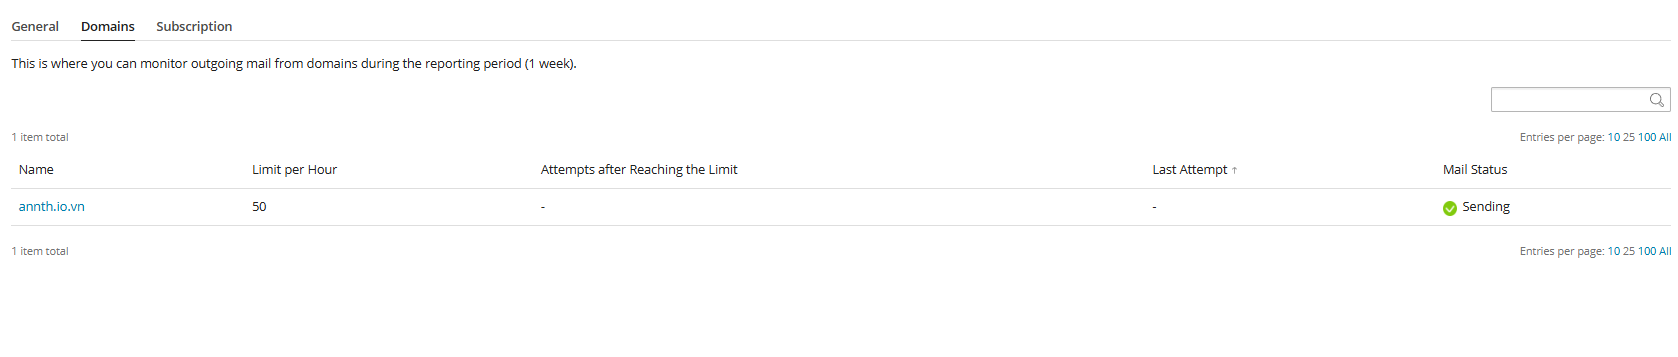 General Domains Subscription
This is where you can monitor outgoing mail from domains during the reporting period (1 week).
1 item total Entries per page: 10 25 100 All
Name Limit per Hour Attempts after Reaching the Limit Last Attempt ↑ Mail Status
annth.io.vn 50 - - Sending
1 item total Entries per page: 10 25 100 All